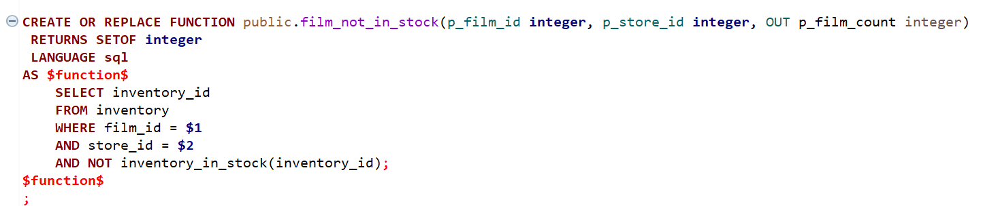 CREATE OR REPLACE FUNCTION public.film_not_in_stock(p_film_id integer, p_store_id integer, OUT p_film_count integer)
 RETURNS SETOF integer
 LANGUAGE sql
AS $function$
    SELECT inventory_id
    FROM inventory
    WHERE film_id = $1
    AND store_id = $2
    AND NOT inventory_in_stock(inventory_id);
$function$
;